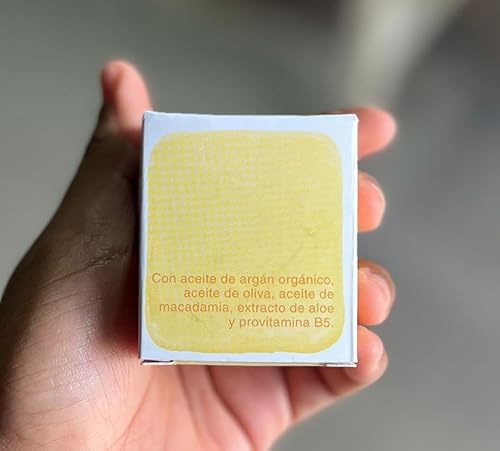 Con aceite de argán orgánico,
aceite de oliva, aceite de
macadamia, extracto de aloe
y provitamina B5.